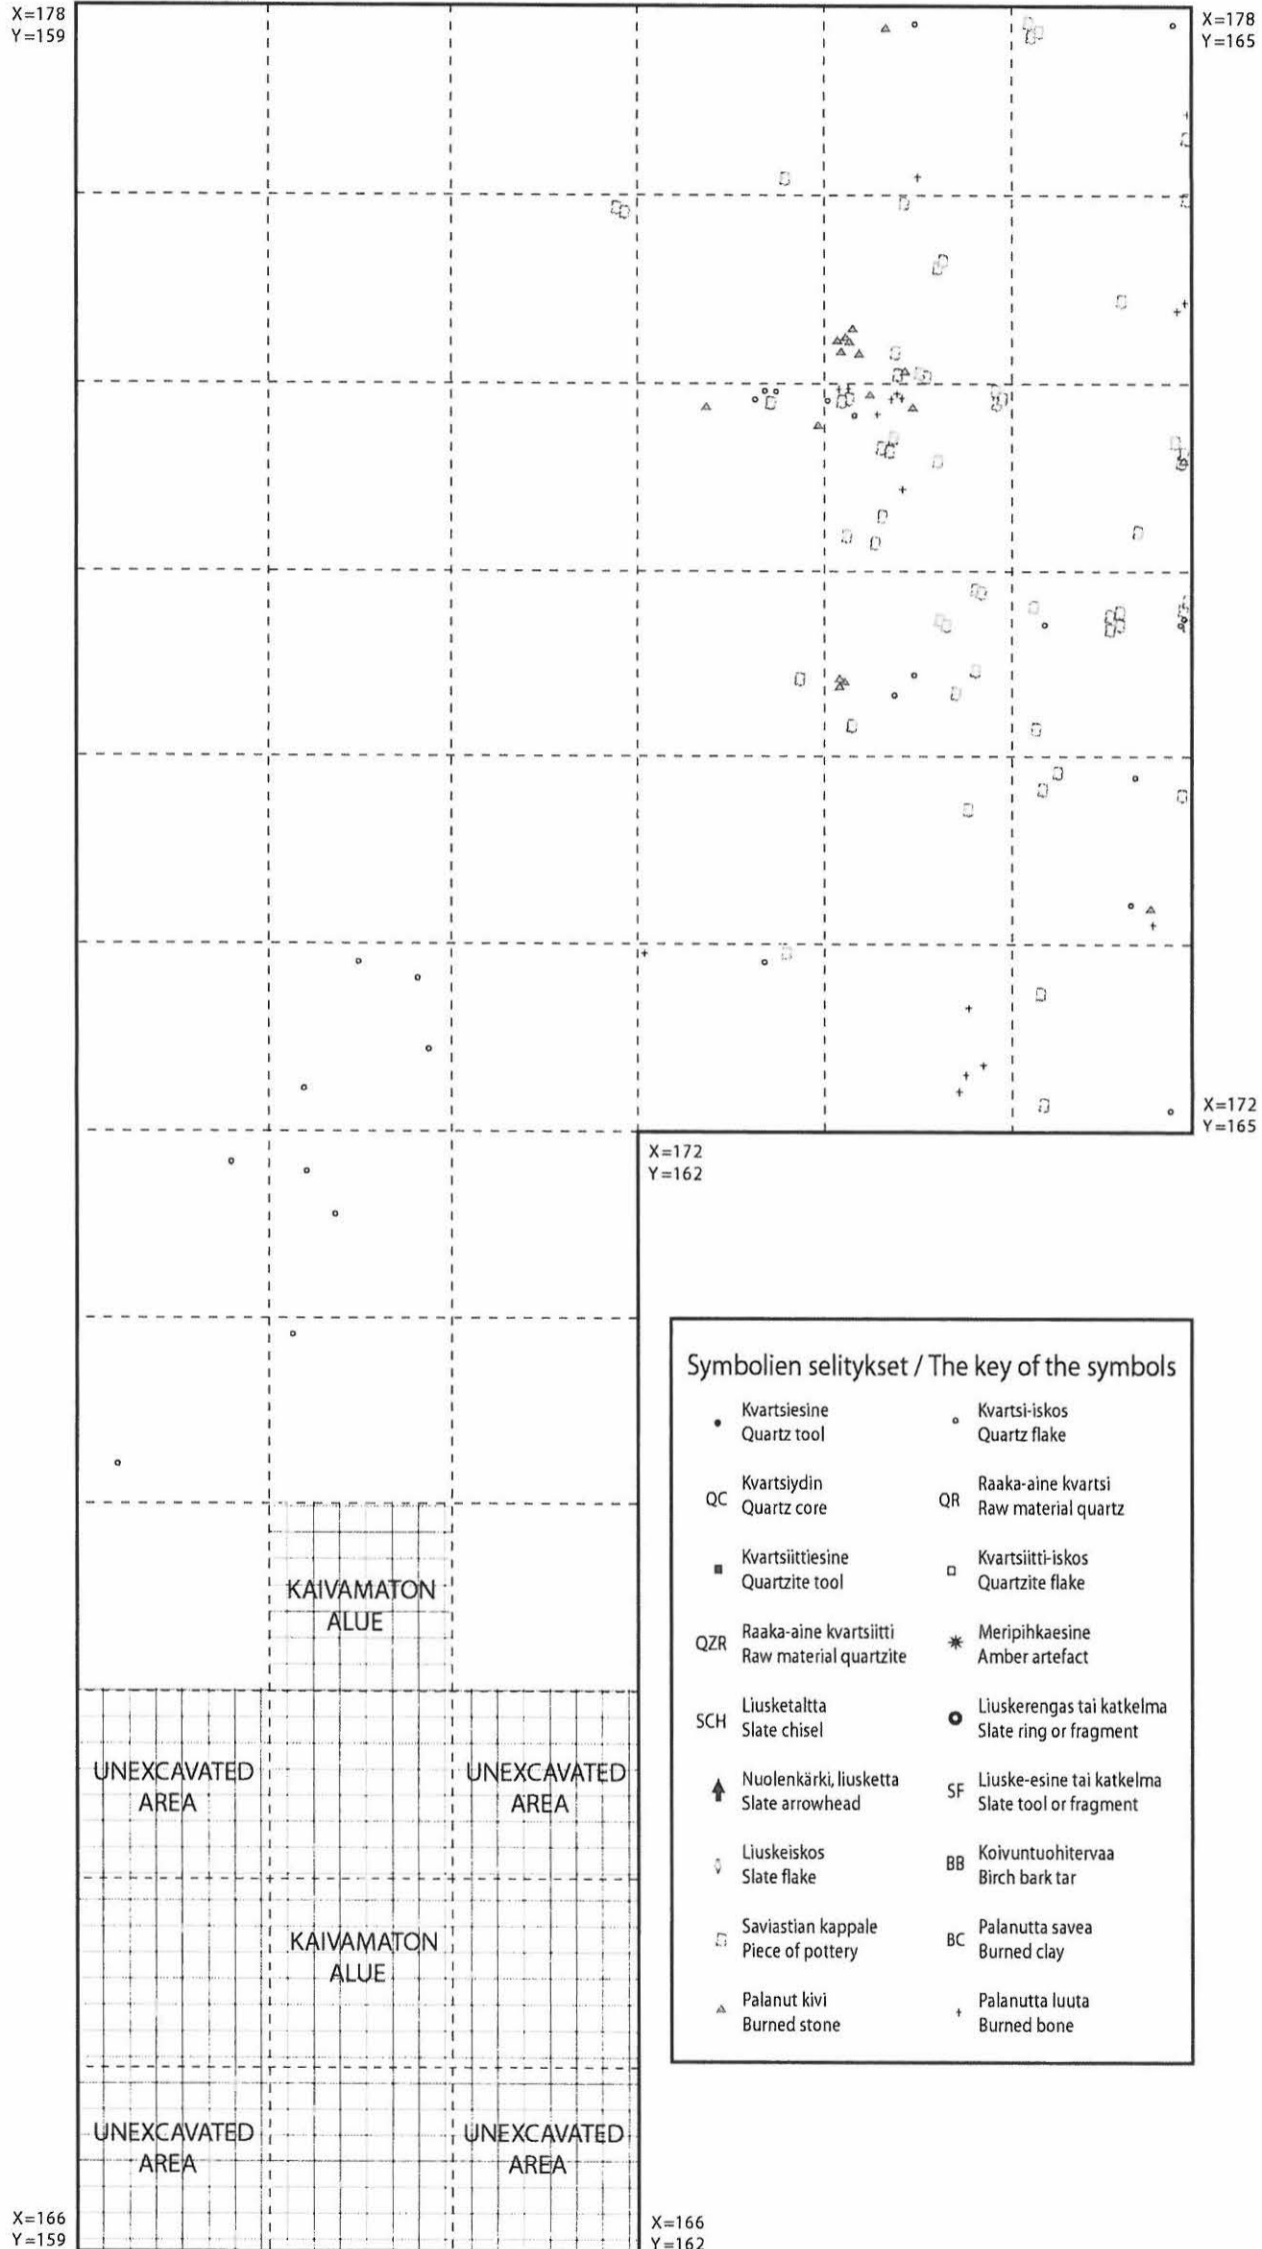 X=178
Y=159
X=178
Y=165
X=172
Y=165
X=172
Y=162
Symbolien selitykset / The key of the symbols
Kvartsiesine
Quartz tool
Kvartsi-iskos
Quartz flake
QC
Kvartsiydin
Quartz core
QR
Raaka-aine kvartsi
Raw material quartz
Kvartsiittiesine
Quartzite tool
Kvartsiitti-iskos
Quartzite flake
QZR
Raaka-aine kvartsiitti
Raw material quartzite
Meripihkaesine
Amber artefact
SCH
Liusketaltta
Slate chisel
Liuskerengas tai katkelma
Slate ring or fragment
Nuolenkärki, liusketta
Slate arrowhead
SF
Liuske-esine tai katkelma
Slate tool or fragment
Liuskeiskos
Slate flake
BB
Koivuntuohitervaa
Birch bark tar
Saviastian kappale
Piece of pottery
BC
Palanutta savea
Burned clay
Palanut kivi
Burned stone
Palanutta luuta
Burned bone
KAIVAMATON
ALUE
UNEXCAVATED
AREA
UNEXCAVATED
AREA
KAIVAMATON
ALUE
UNEXCAVATED
AREA
UNEXCAVATED
AREA
X=166
Y=159
X=166
Y=162